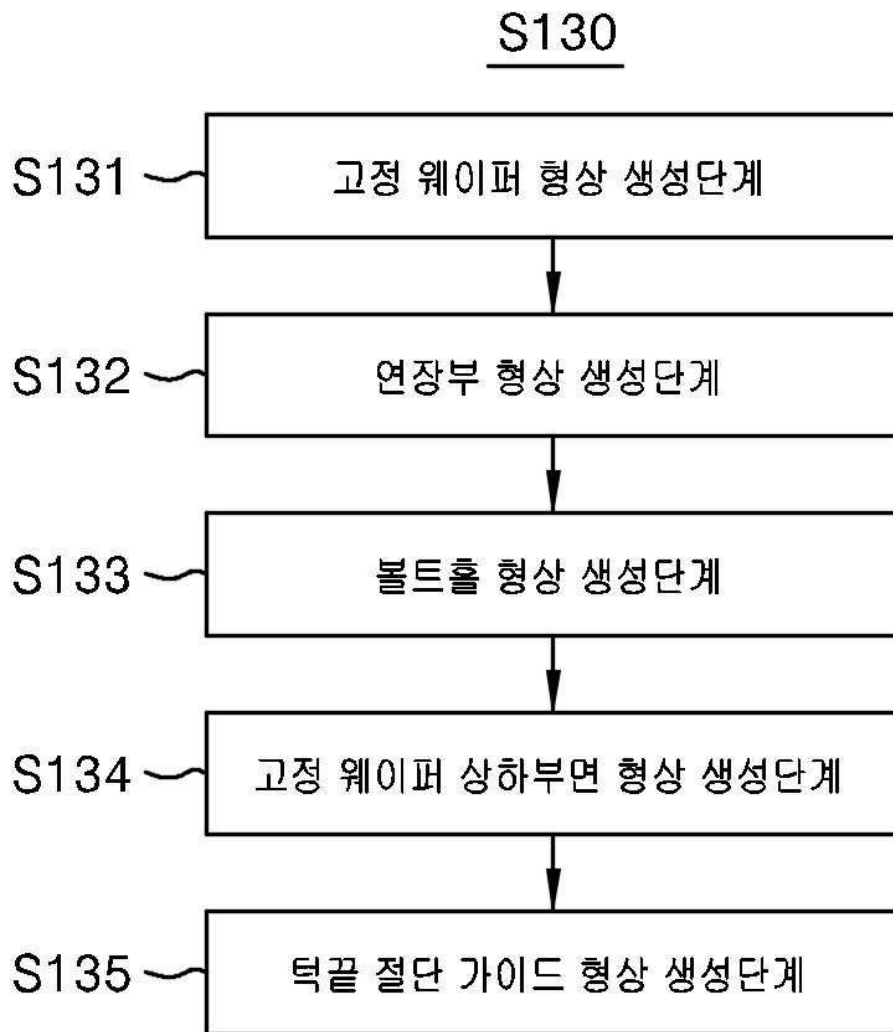 S130
S131 고정 웨이퍼 형상 생성단계
S132 연장부 형상 생성단계
S133 볼트홀 형상 생성단계
S134 고정 웨이퍼 상하부면 형상 생성단계
S135 턱끝 절단 가이드 형상 생성단계